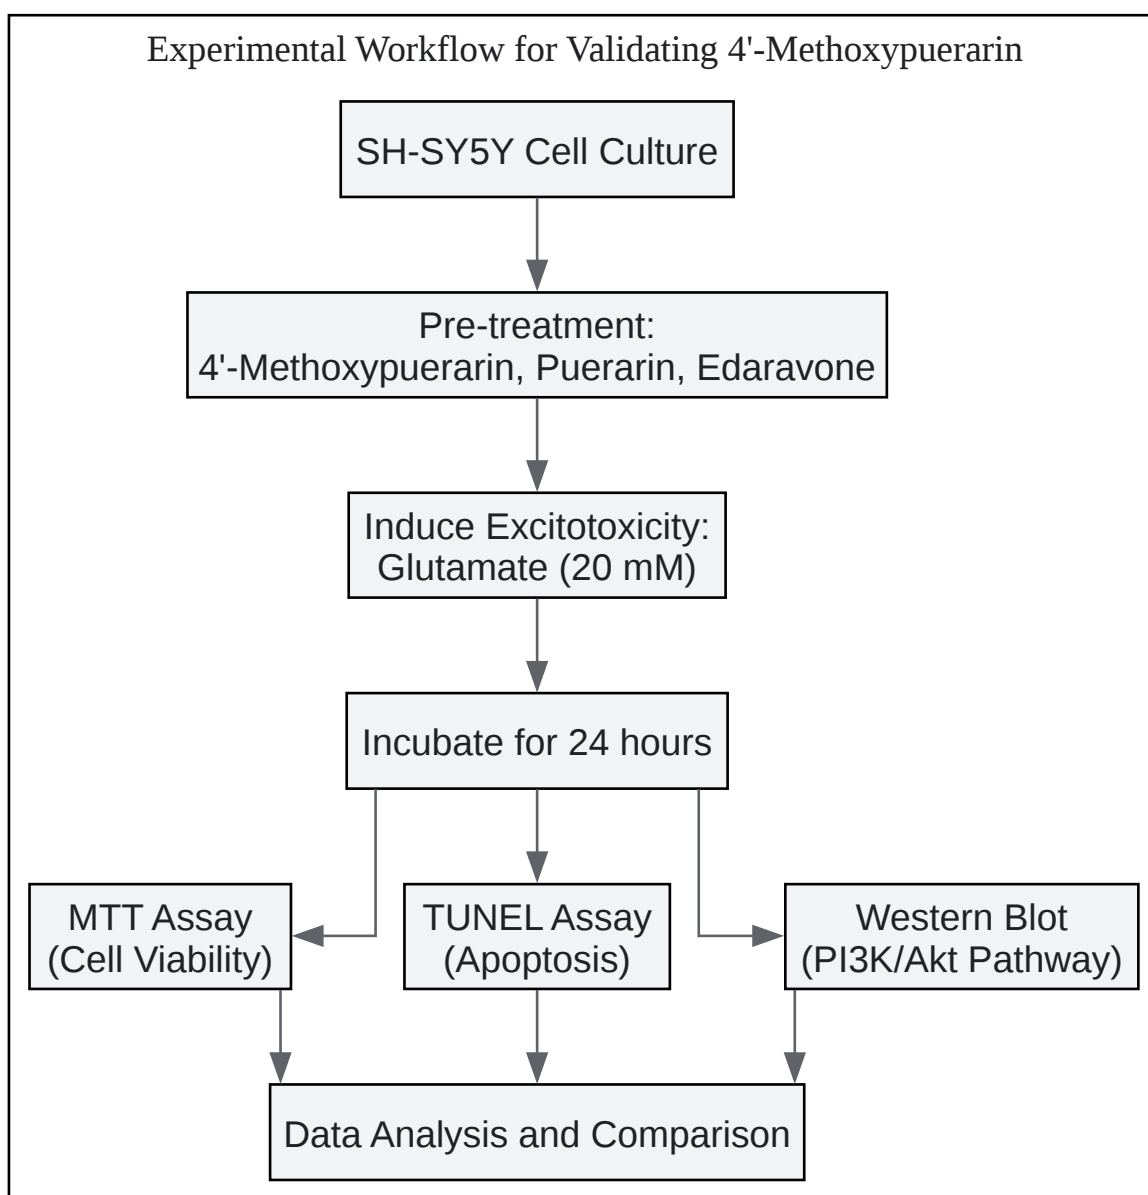 Experimental Workflow for Validating 4'-Methoxypuerarin
SH-SY5Y Cell Culture
Pre-treatment:
4'-Methoxypuerarin, Puerarin, Edaravone
Induce Excitotoxicity:
Glutamate (20 mM)
Incubate for 24 hours
MTT Assay
(Cell Viability)
TUNEL Assay
(Apoptosis)
Western Blot
(PI3K/Akt Pathway)
Data Analysis and Comparison